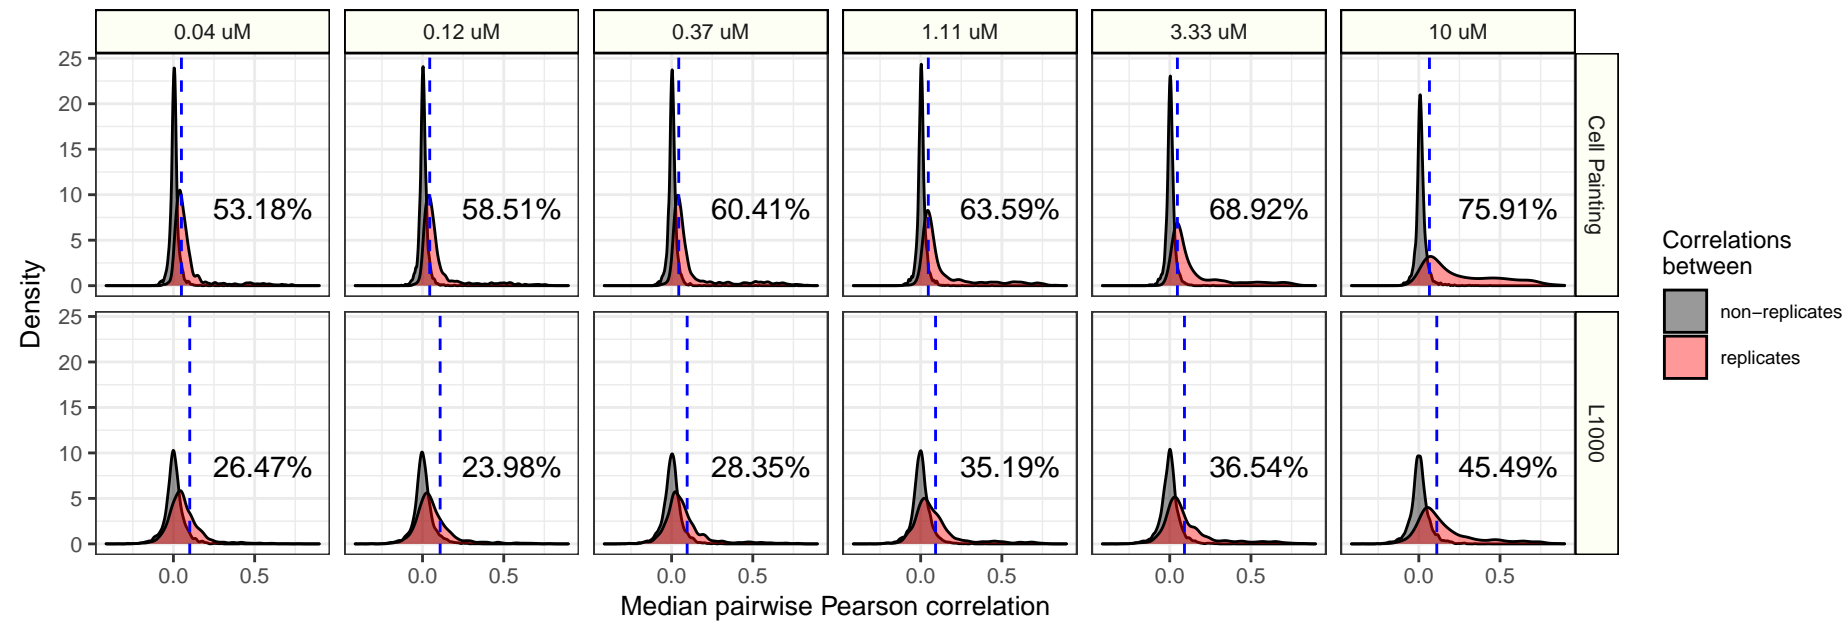 0.04 uM
0.12 uM
0.37 uM
1.11 uM
3.33 uM
10 uM
25
20
15
10
5
0
53.18%
58.51%
60.41%
63.59%
68.92%
75.91%
Cell Painting
Density
25
20
15
10
5
0
26.47%
23.98%
28.35%
35.19%
36.54%
45.49%
L1000
0.0 0.5
0.0 0.5
0.0 0.5
0.0 0.5
0.0 0.5
0.0 0.5
Median pairwise Pearson correlation
Correlations
between
non−replicates
replicates